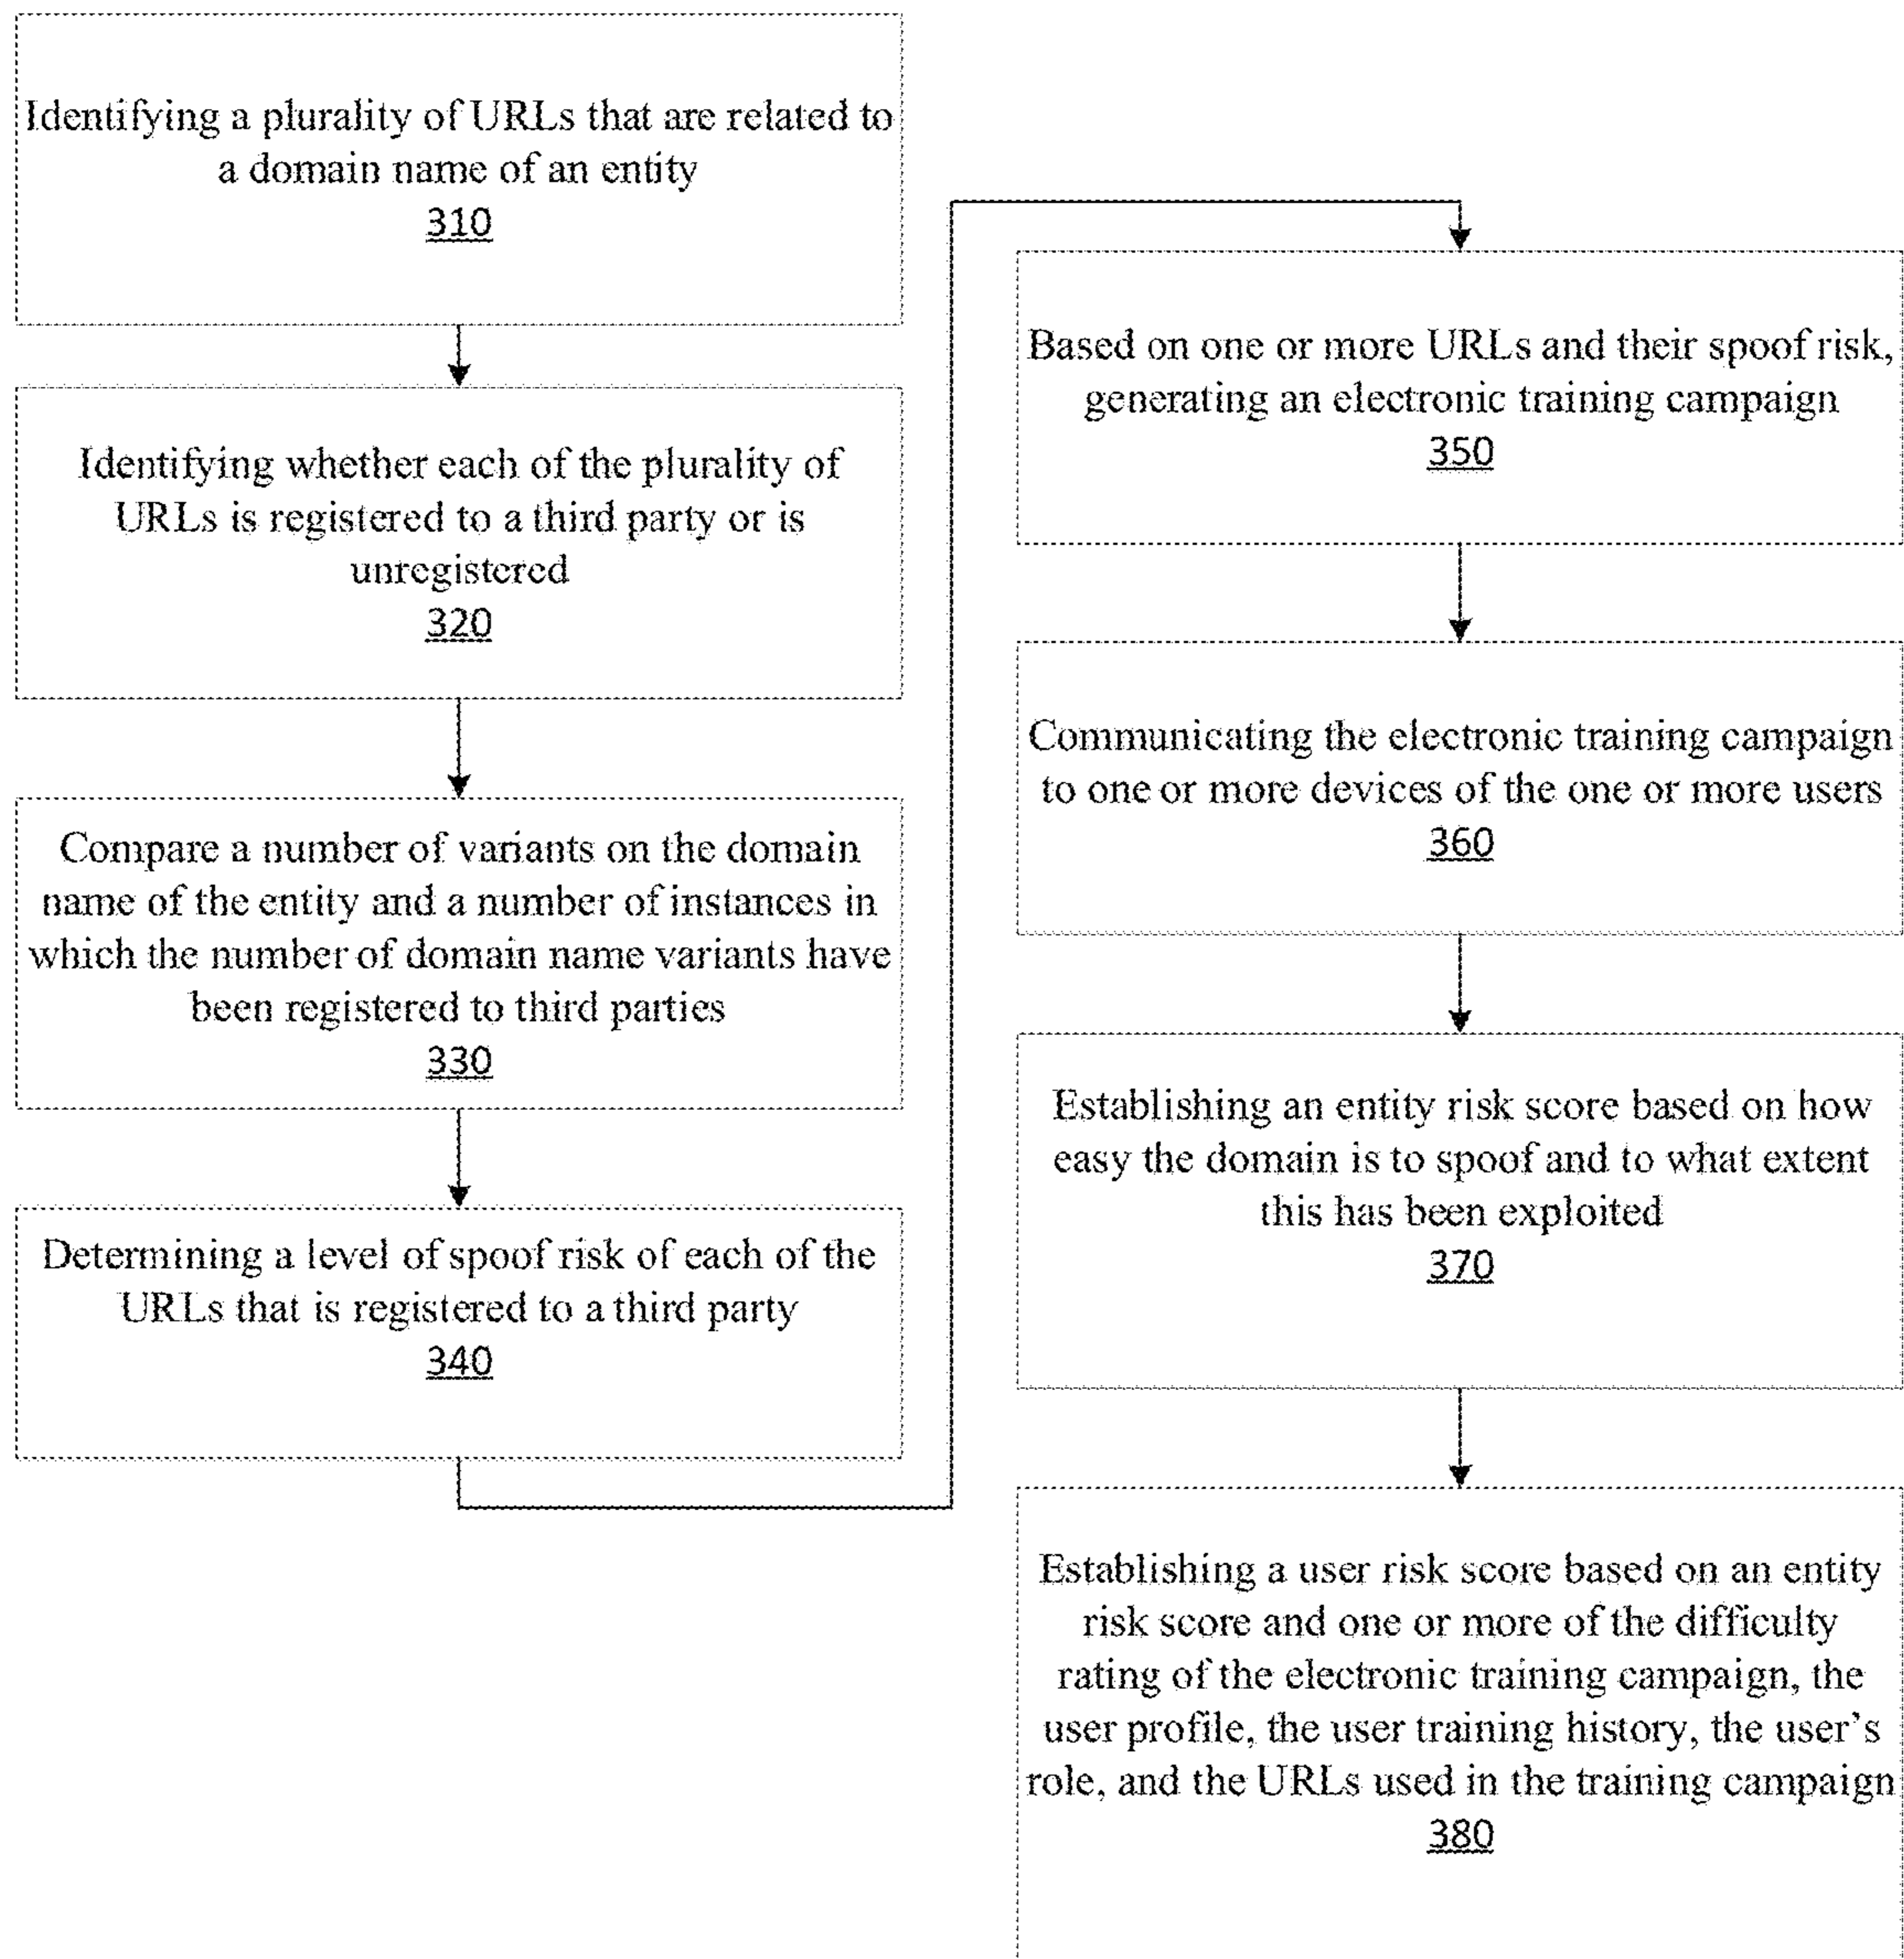 Identifying a plurality of URLs that are related to
a domain name of an entity
310
Identifying whether each of the plurality of
URLs is registered to a third party or is
unregistered
320
Compare a number of variants on the domain
name of the entity and a number of instances in
which the number of domain name variants have
been registered to third parties
330
Determining a level of spoof risk of each of the
URLs that is registered to a third party
340
Based on one or more URLs and their spoof risk,
generating an electronic training campaign
350
Communicating the electronic training campaign
to one or more devices of the one or more users
360
Establishing an entity risk score based on how
easy the domain is to spoof and to what extent
this has been exploited
370
Establishing a user risk score based on an entity
risk score and one or more of the difficulty
rating of the electronic training campaign, the
user profile, the user training history, the user's
role, and the URLs used in the training campaign
380